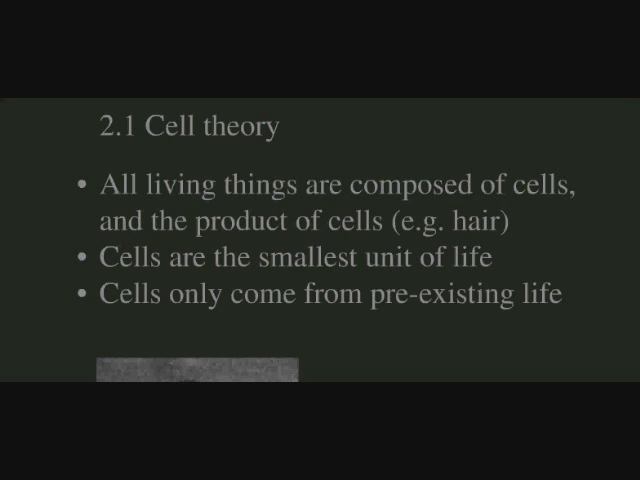 2.1 Cell theory
• All living things are composed of cells,
and the product of cells (e.g. hair)
• Cells are the smallest unit of life
• Cells only come from pre-existing life